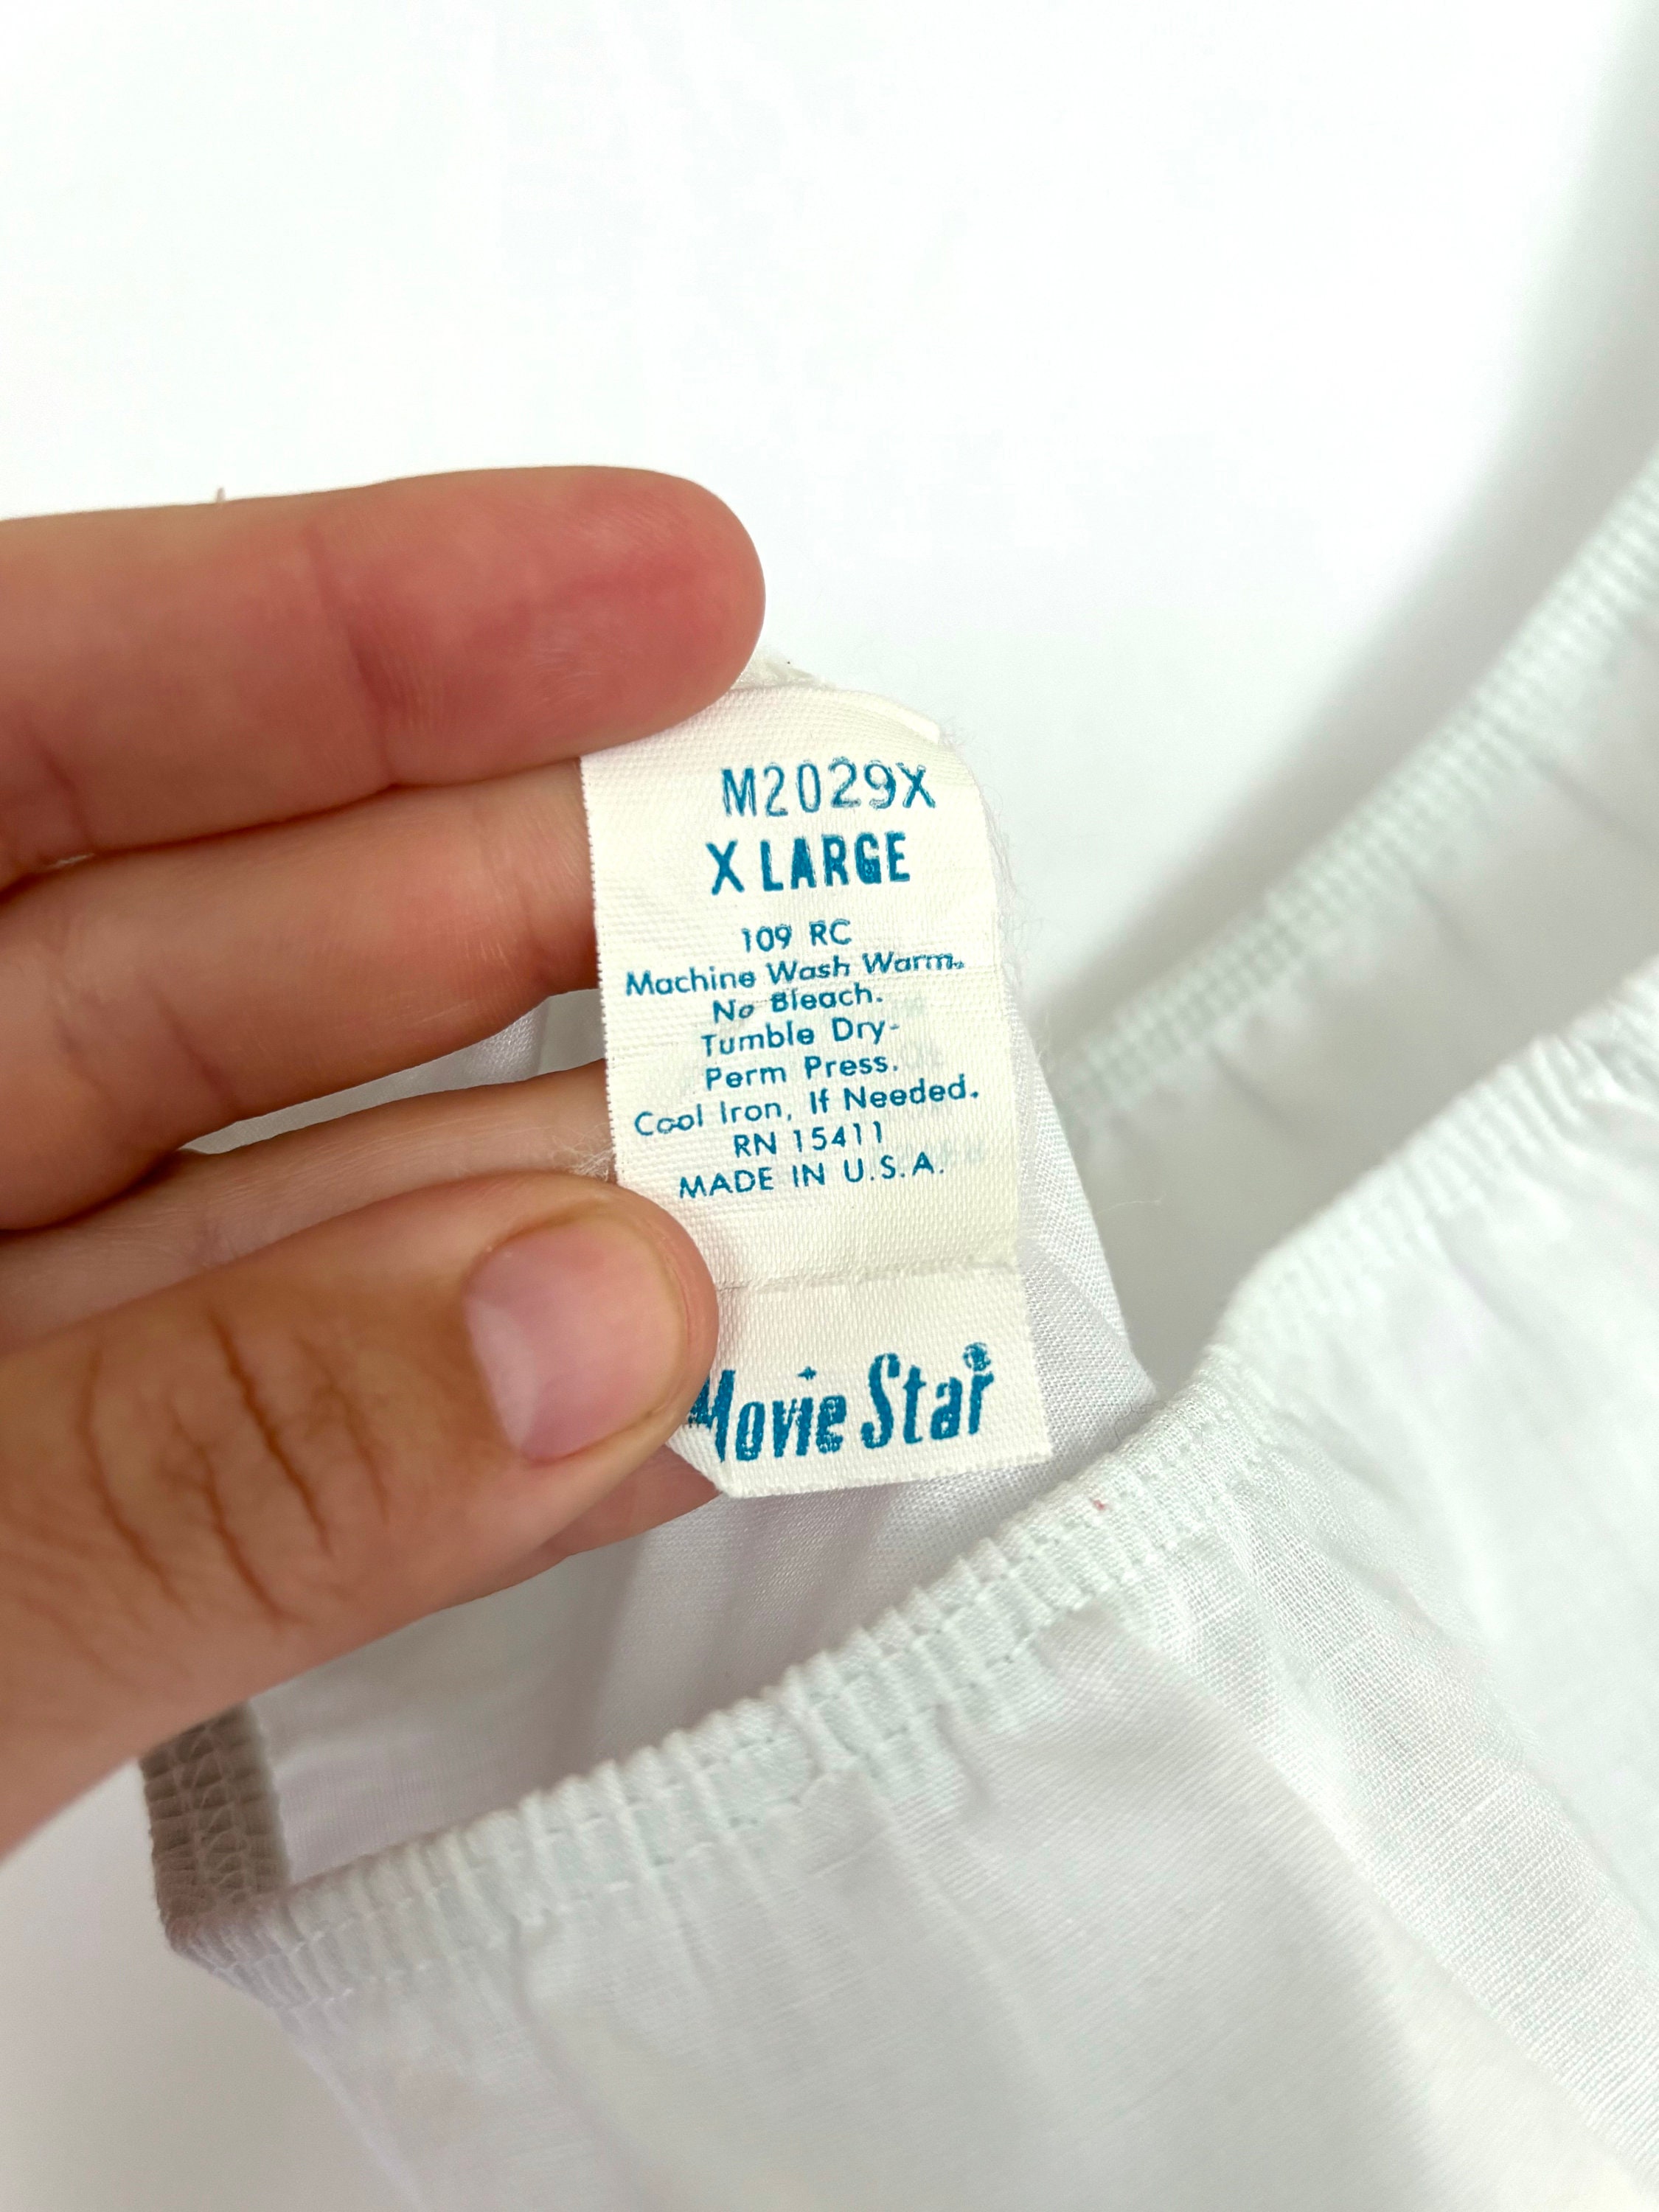 M2029X
X LARGE
109 RC
Machine Wash Warm.
No Bleach.
Tumble Dry-
Perm Press.
Cool Iron, If Needed.
RN 15411
MADE IN U.S.A.
Movie Star